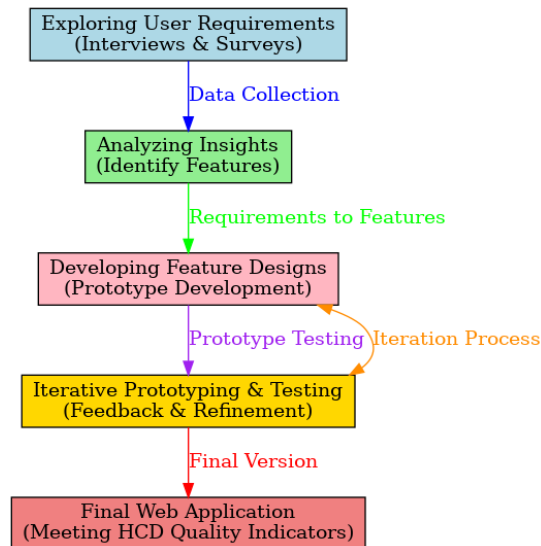 Exploring User Requirements
(Interviews & Surveys)
Data Collection
Analyzing Insights
(Identify Features)
Requirements to Features
Developing Feature Designs
(Prototype Development)
Prototype Testing
Iteration Process
Iterative Prototyping & Testing
(Feedback & Refinement)
Final Version
Final Web Application
(Meeting HCD Quality Indicators)